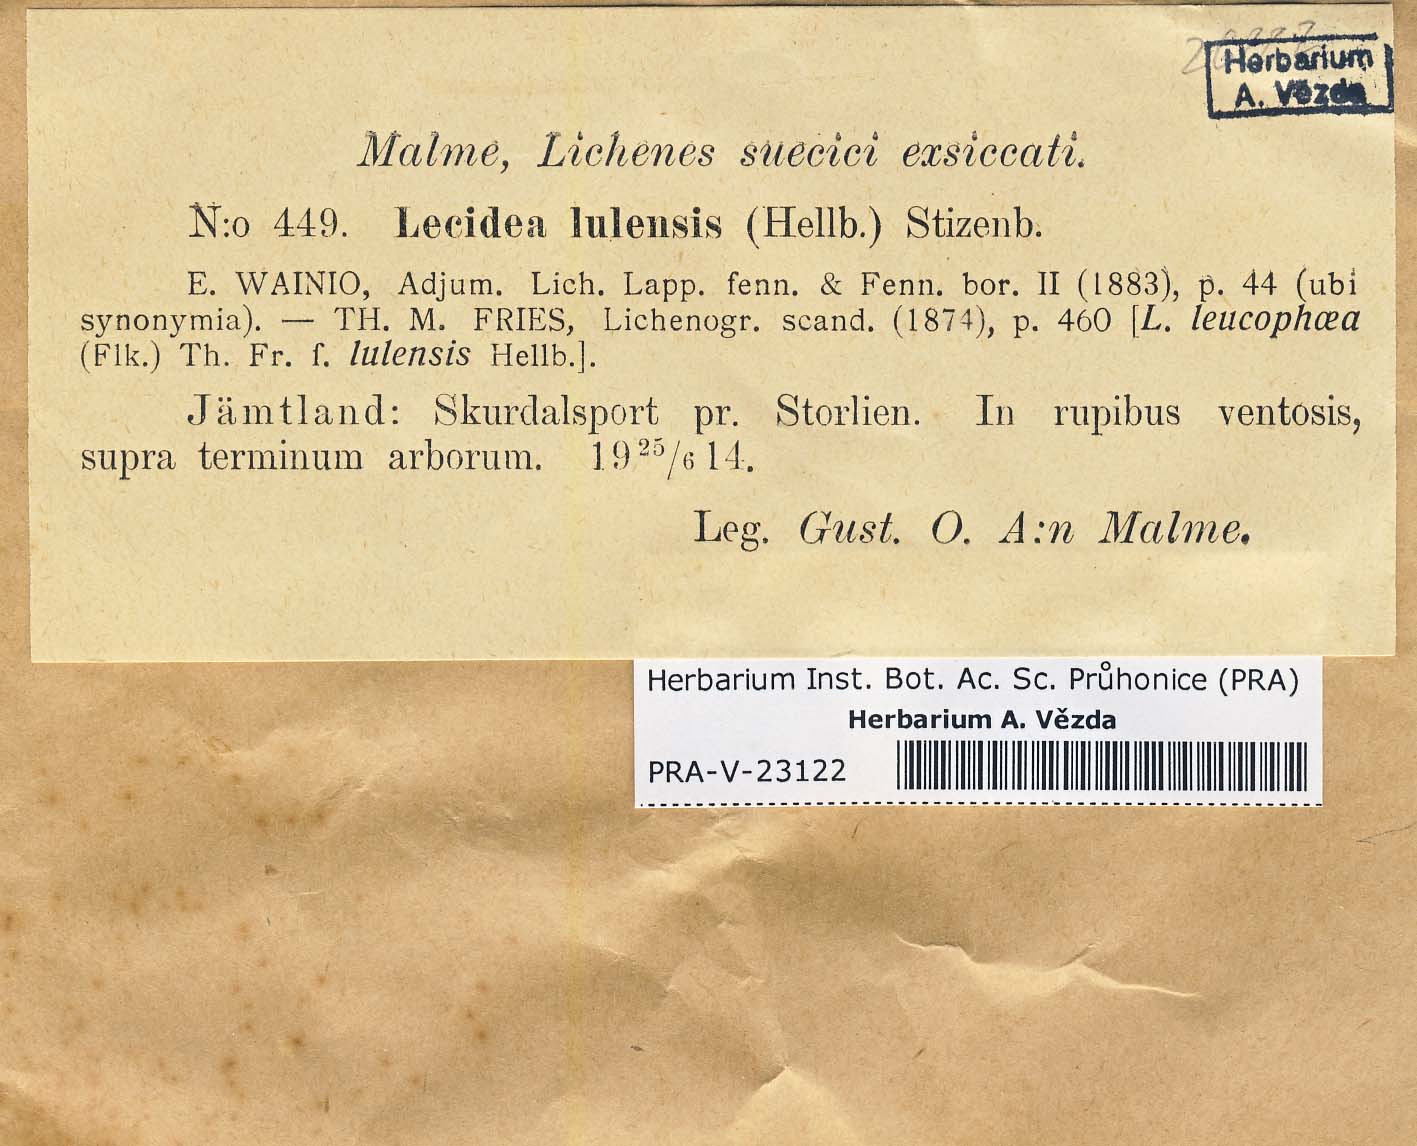 Herbarium
A. Vězda
Malme, Lichenes suecici exsiccati.
N:o 449. Lecidea lulensis (Hellb.) Stizenb.
E. WAINIO, Adjum. Lich. Lapp. fenn. & Fenn. bor. II (1883), p. 44 (ubi
synonymia). — TH. M. FRIES, Lichenogr. scand. (1874), p. 460 [L. leucophæa
(Flk.) Th. Fr. f. lulensis Hellb.].
Jämtland: Skurdalsport pr. Storlien. In rupibus ventosis,
supra terminum arborum. 19 25/6 14.
Leg. Gust. O. A:n Malme.
Herbarium Inst. Bot. Ac. Sc. Průhonice (PRA)
Herbarium A. Vězda
PRA-V-23122